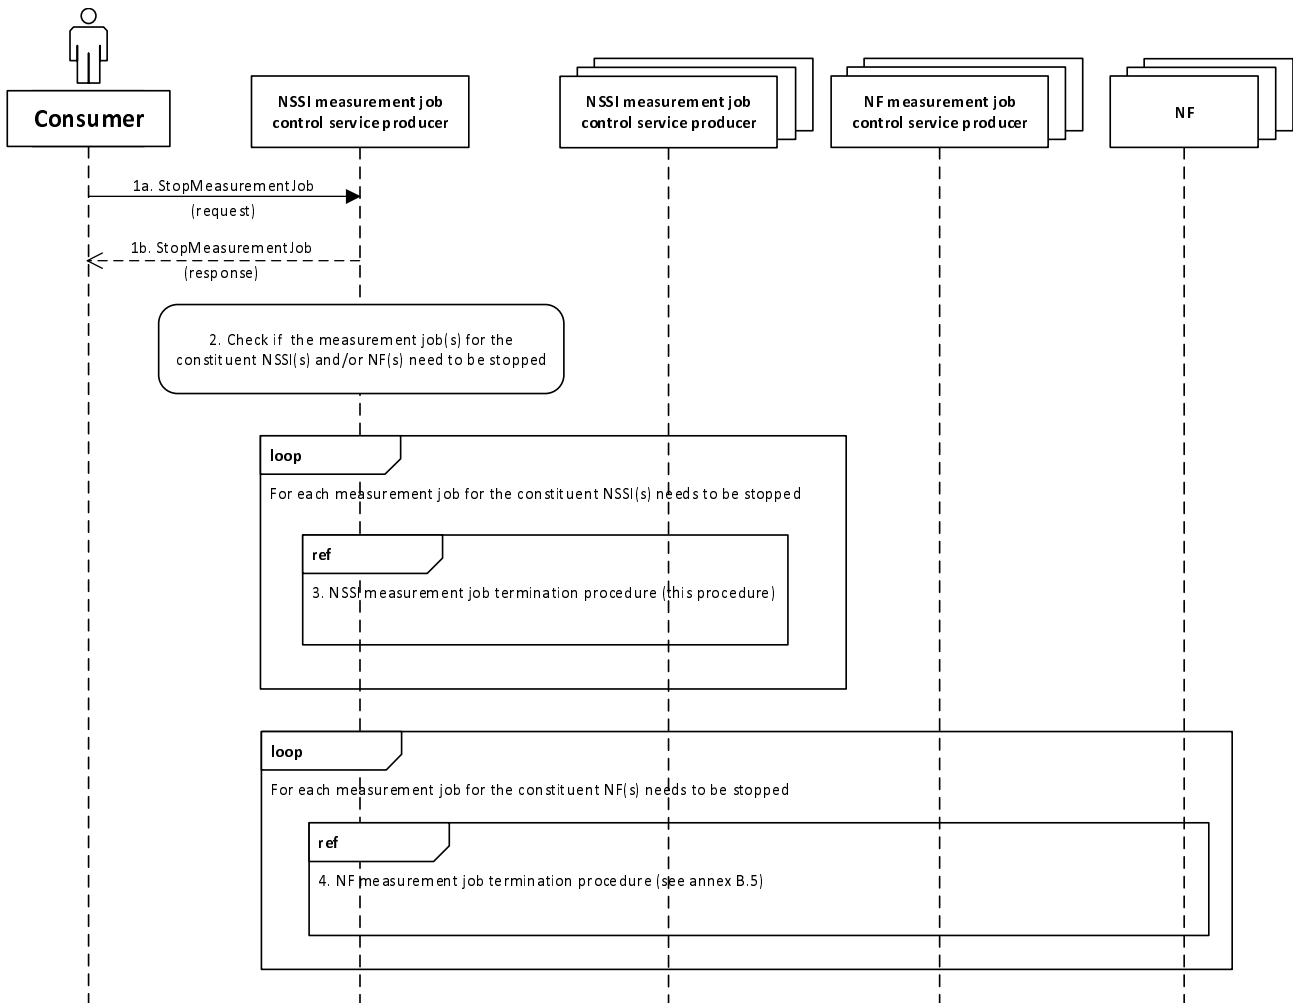 Consumer
NSSI measurement job
control service producer
NSSI measurement job
control service producer
NF measurement job
control service producer
NF
1a. StopMeasurementJob
(request)
1b. StopMeasurementJob
(response)
2. Check if the measurement job(s) for the
constituent NSSI(s) and/or NF(s) need to be stopped
loop
For each measurement job for the constituent NSSI(s) needs to be stopped
ref
3. NSSI measurement job termination procedure (this procedure)
loop
For each measurement job for the constituent NF(s) needs to be stopped
ref
4. NF measurement job termination procedure (see annex B.5)